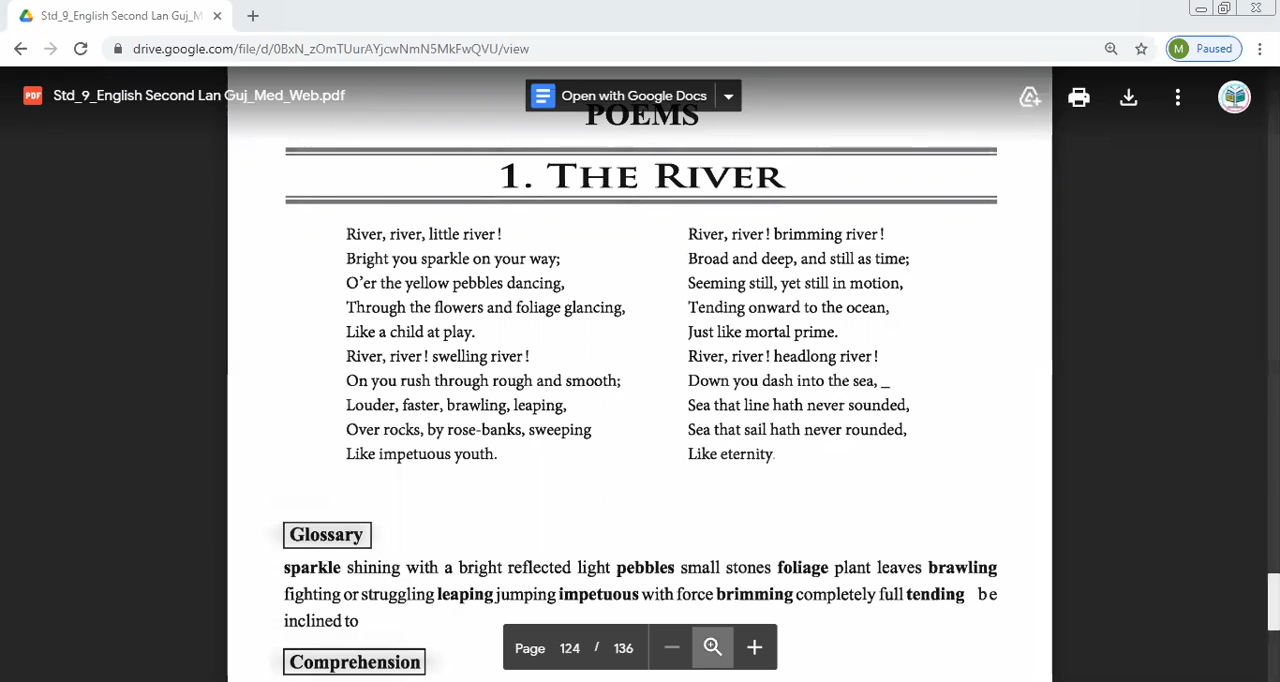 Std_9_English Second Lan Guj_M
drive.google.com/file/d/0BxN_zOmTUurAYjcwNmN5MkFwQVU/view
M Paused
PDF Std_9_English Second Lan Guj_Med_Web.pdf
Open with Google Docs
POEMS
1. THE RIVER
River, river, little river!
Bright you sparkle on your way;
O'er the yellow pebbles dancing,
Through the flowers and foliage glancing,
Like a child at play.
River, river! swelling river!
On you rush through rough and smooth;
Louder, faster, brawling, leaping,
Over rocks, by rose-banks, sweeping
Like impetuous youth.
River, river! brimming river!
Broad and deep, and still as time;
Seeming still, yet still in motion,
Tending onward to the ocean,
Just like mortal prime.
River, river! headlong river!
Down you dash into the sea, _
Sea that line hath never sounded,
Sea that sail hath never rounded,
Like eternity.
Glossary
sparkle shining with a bright reflected light pebbles small stones foliage plant leaves brawling
fighting or struggling leaping jumping impetuous with force brimming completely full tending be
inclined to
Comprehension
Page 124 / 136